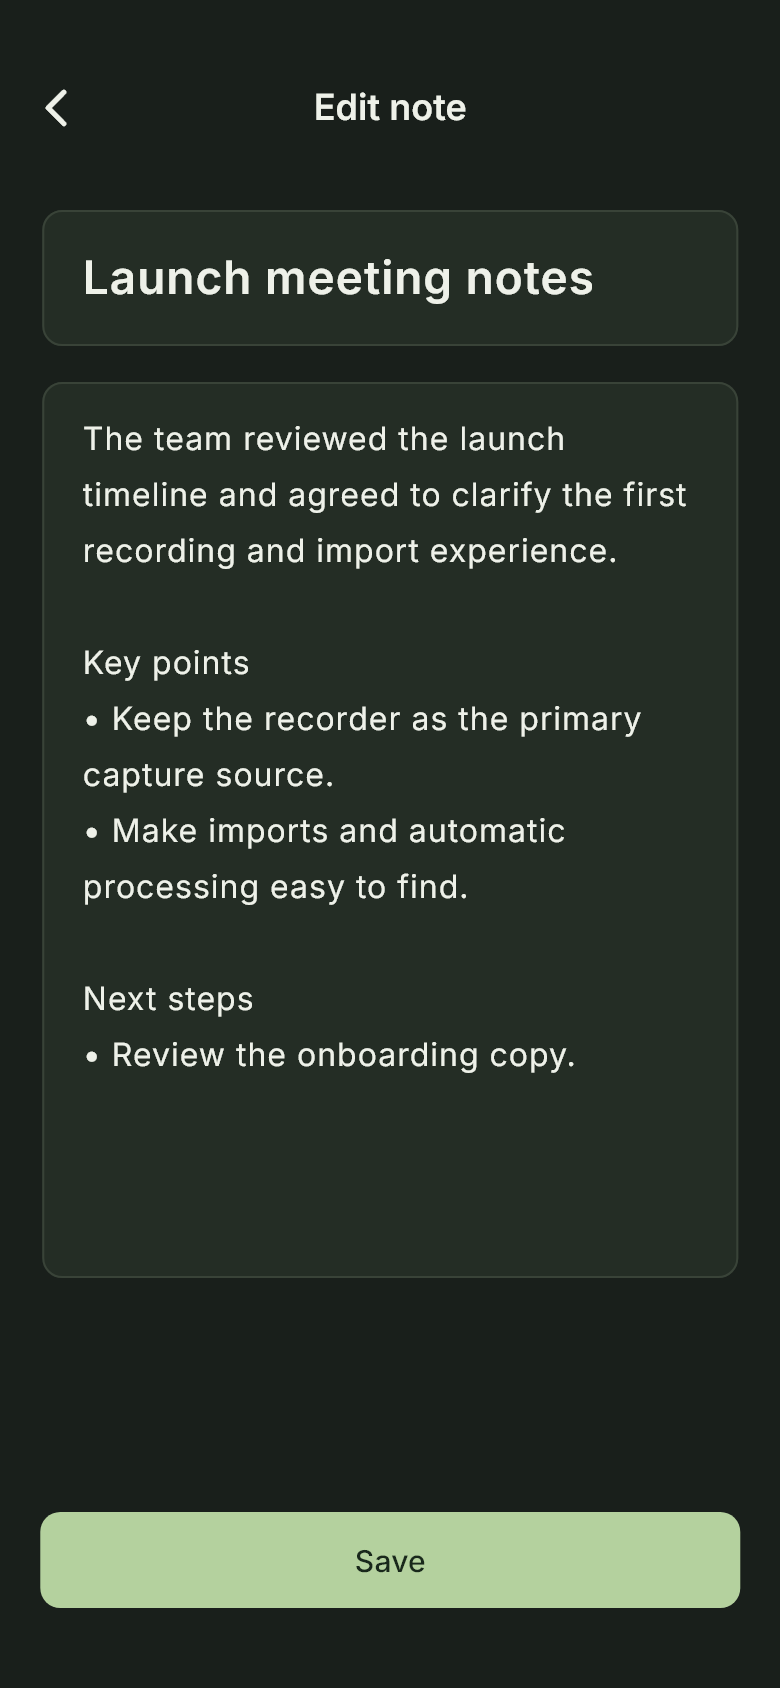 Edit note
Launch meeting notes
The team reviewed the launch
timeline and agreed to clarify the first
recording and import experience.
Key points
• Keep the recorder as the primary
capture source.
• Make imports and automatic
processing easy to find.
Next steps
• Review the onboarding copy.
Save